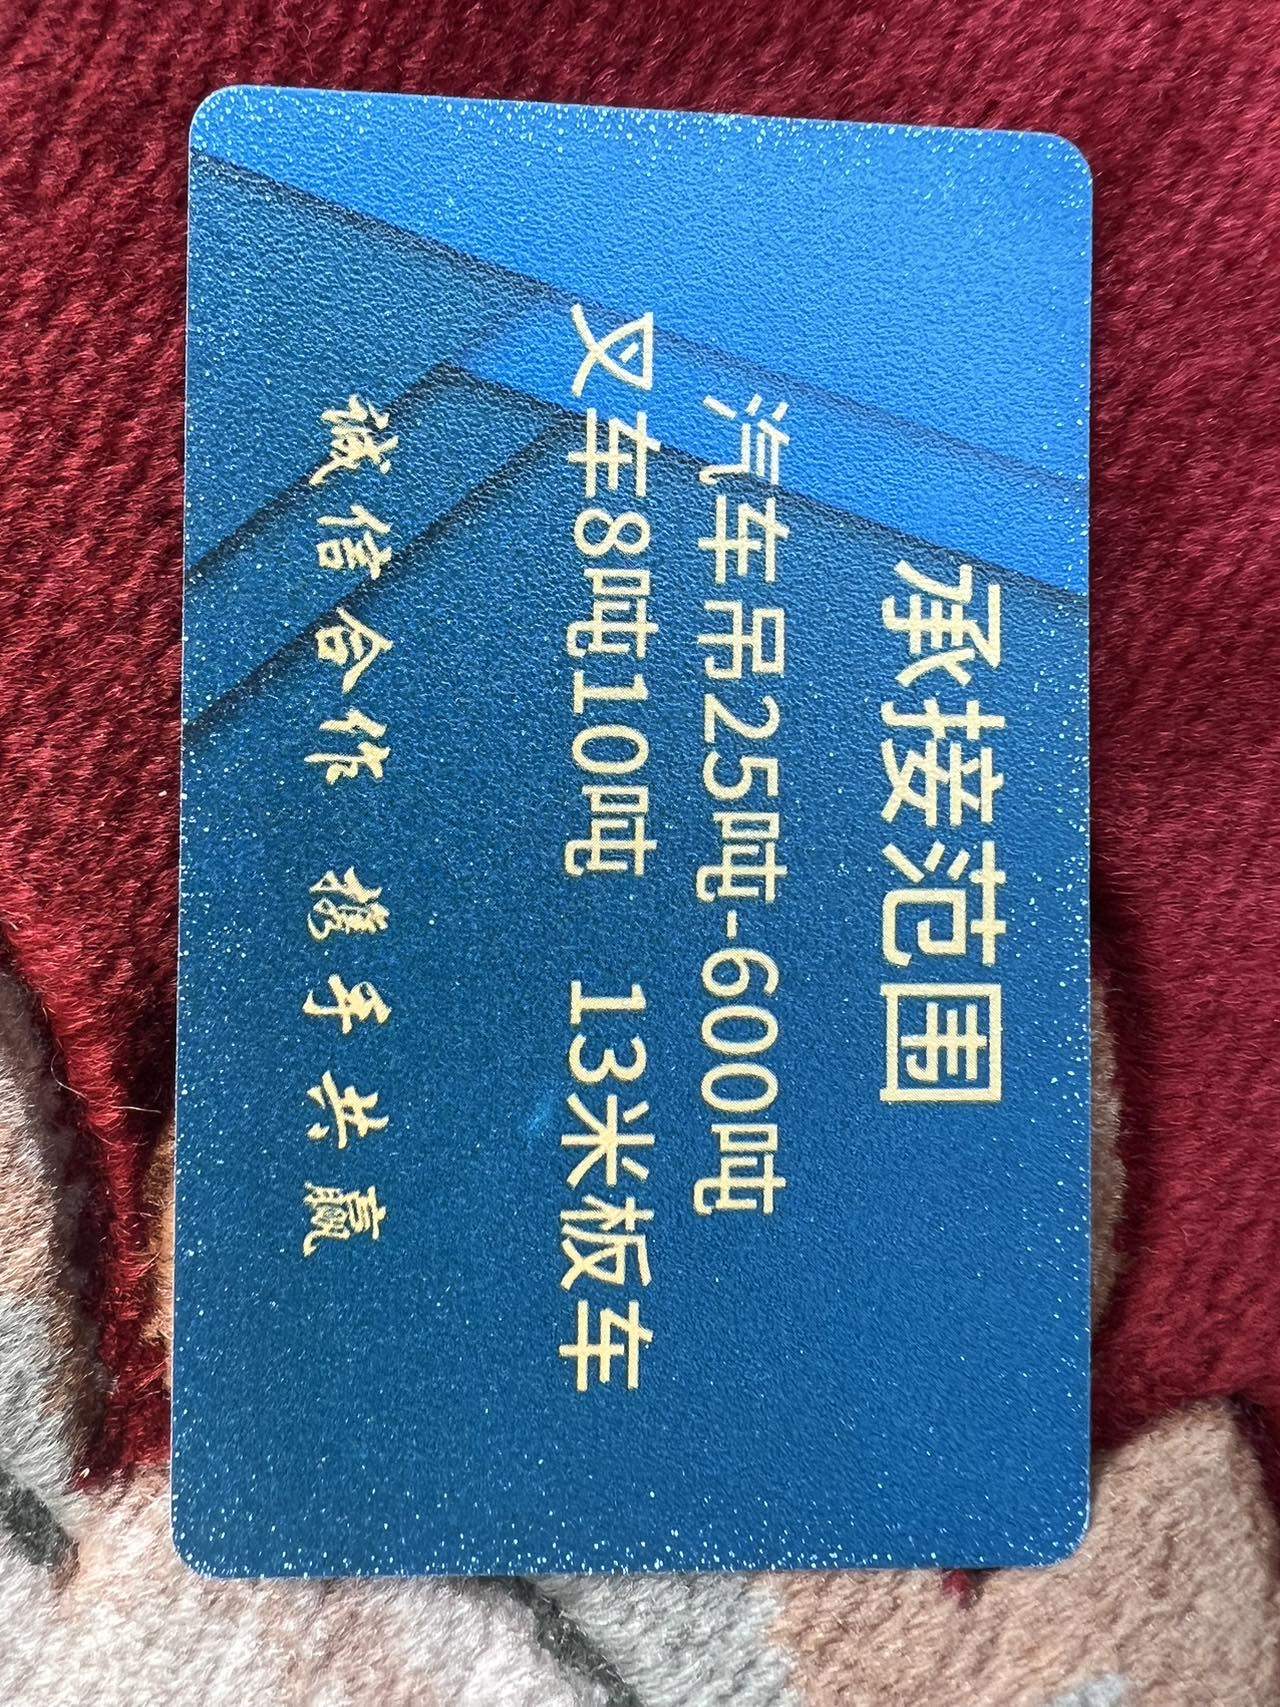 承接范围
汽车吊25吨-600吨
叉车8吨10吨 13米板车
诚信合作 携手共赢